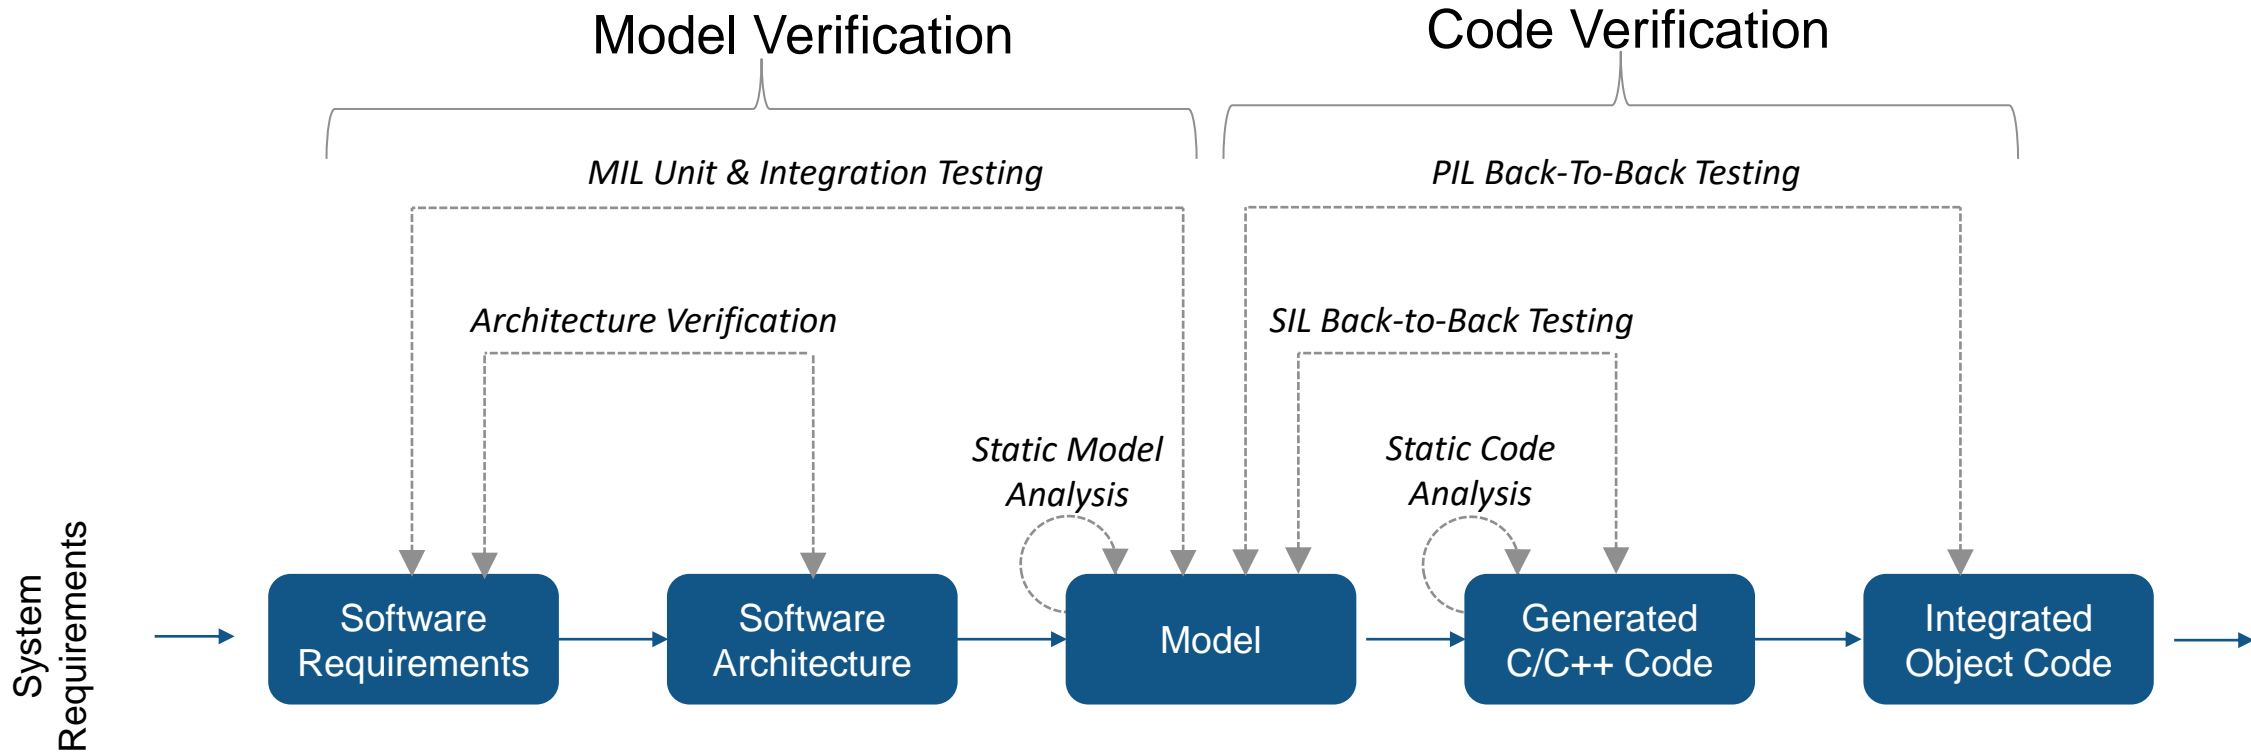 Model Verification
Code Verification
MIL Unit & Integration Testing
PIL Back-To-Back Testing
Architecture Verification
SIL Back-to-Back Testing
Static Model
Analysis
Static Code
Analysis
System
Requirements
Software
Requirements
Software
Architecture
Model
Generated
C/C++ Code
Integrated
Object Code